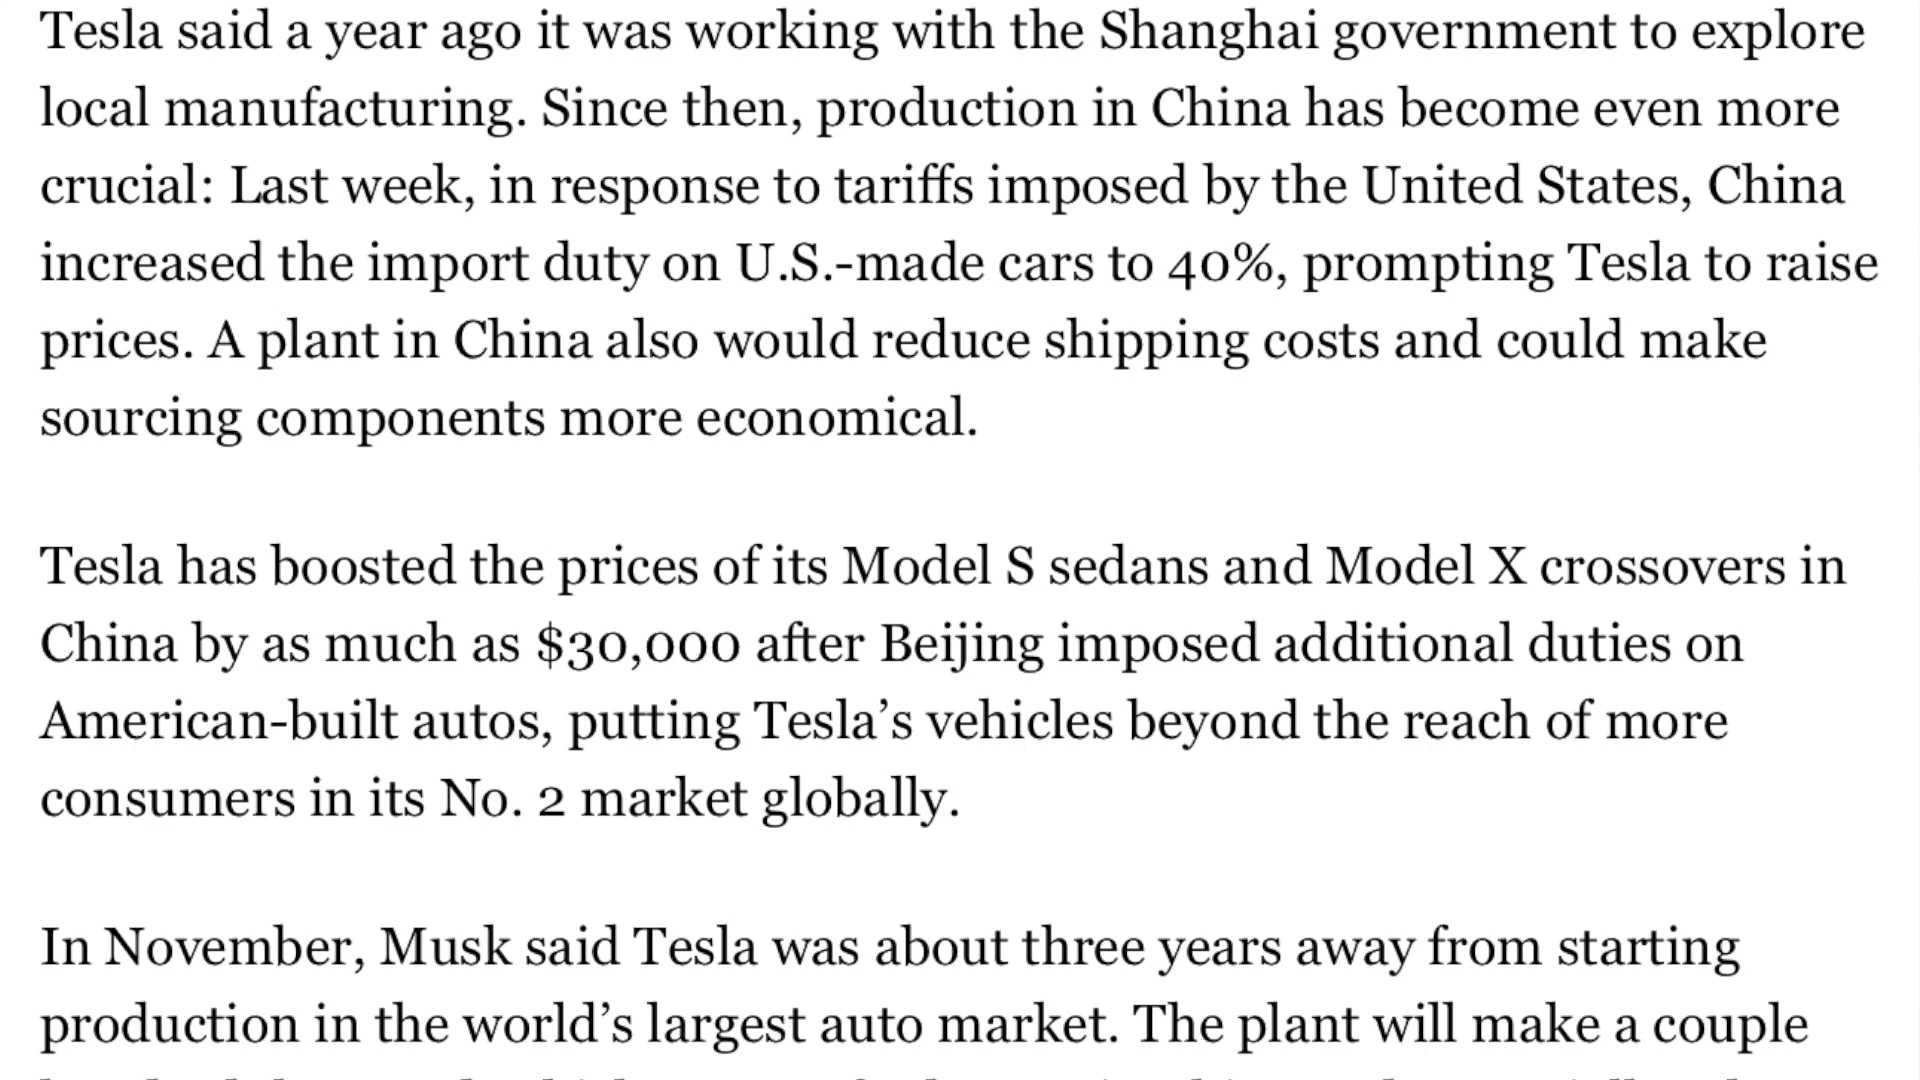 Tesla said a year ago it was working with the Shanghai government to explore
local manufacturing. Since then, production in China has become even more
crucial: Last week, in response to tariffs imposed by the United States, China
increased the import duty on U.S.-made cars to 40%, prompting Tesla to raise
prices. A plant in China also would reduce shipping costs and could make
sourcing components more economical.
Tesla has boosted the prices of its Model S sedans and Model X crossovers in
China by as much as $30,000 after Beijing imposed additional duties on
American-built autos, putting Tesla’s vehicles beyond the reach of more
consumers in its No. 2 market globally.
In November, Musk said Tesla was about three years away from starting
production in the world’s largest auto market. The plant will make a couple